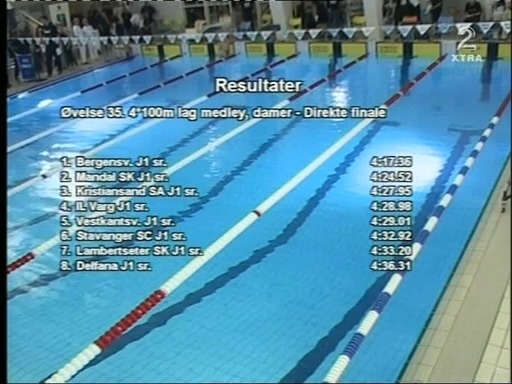 2
XTRA
Resultater
Øvelse 35. 4*100m lag medley, damer - Direkte finale
1. Bergensv. J1 sr. 4:17.36
2. Mandal SK J1 sr. 4:24.52
3. Kristiansand SA J1 sr. 4:27.95
4. IL Varg J1 sr. 4:28.98
5. Vestkantsv. J1 sr. 4:29.01
6. Stavanger SC J1 sr. 4:32.92
7. Lambertseter SK J1 sr. 4:33.20
8. Delfana J1 sr. 4:36.31